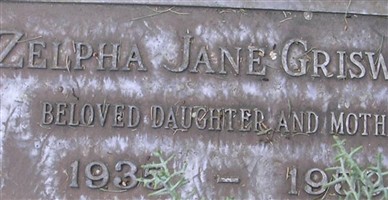 ZELPHA JANE GRISW
BELOVED DAUGHTER AND MOTH
1935 -